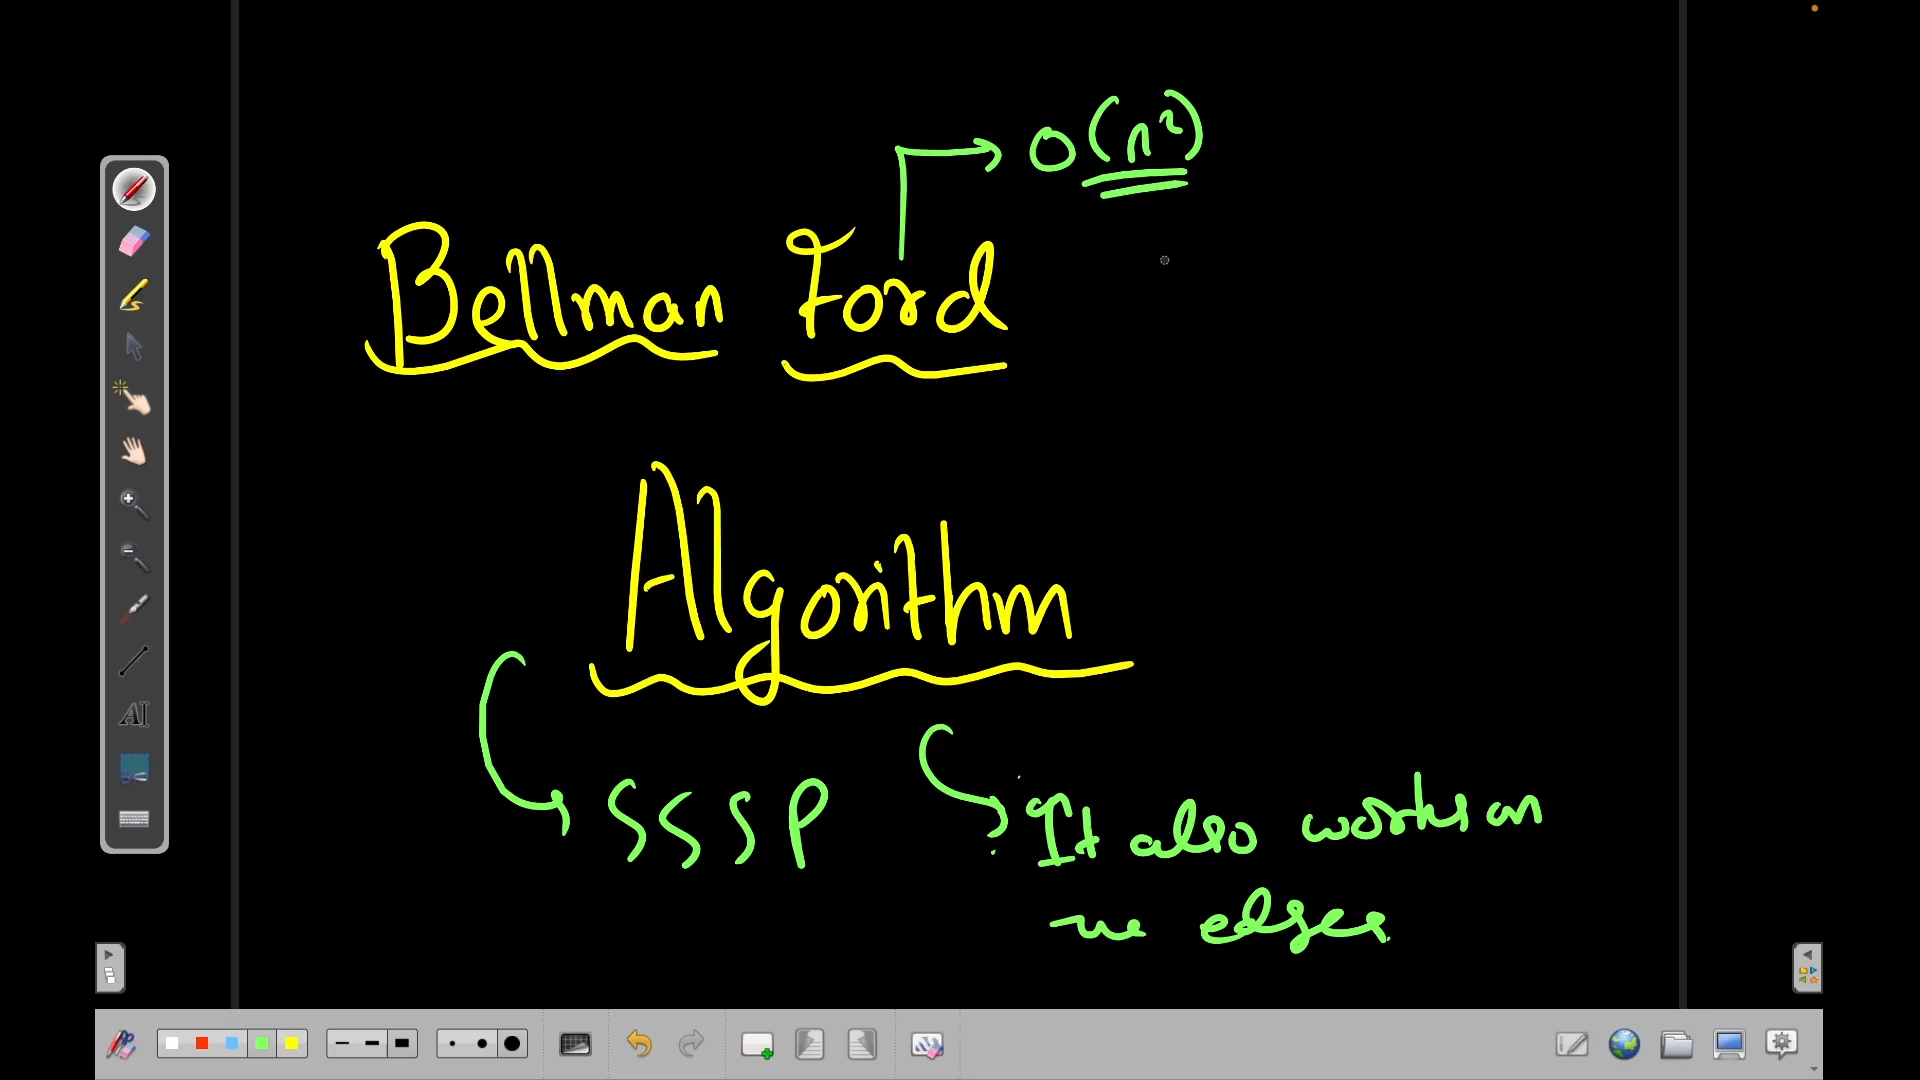 O(n²)
Bellman Ford
Algorithm
SSSP
It also works on
-ve edges.